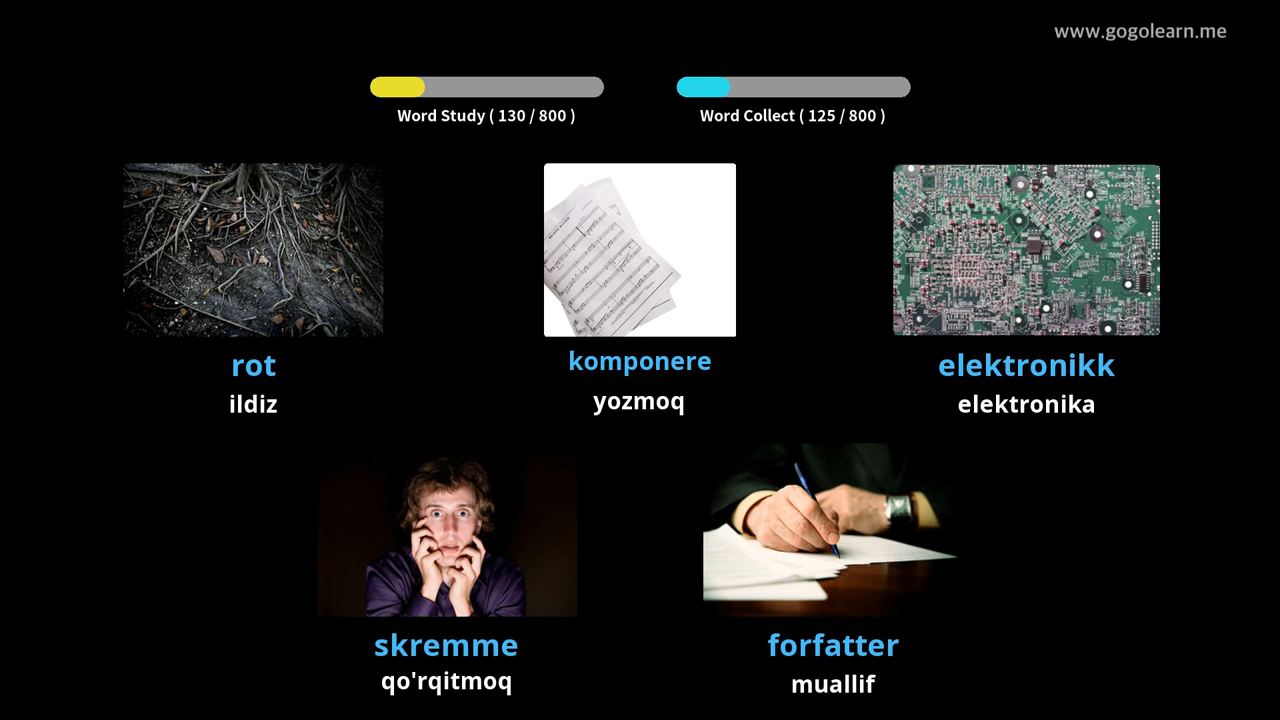 www.gogolearn.me
Word Study ( 130 / 800 )
Word Collect ( 125 / 800 )
rot
ildiz
komponere
yozmoq
elektronikk
elektronika
skremme
qo'rqitmoq
forfatter
muallif